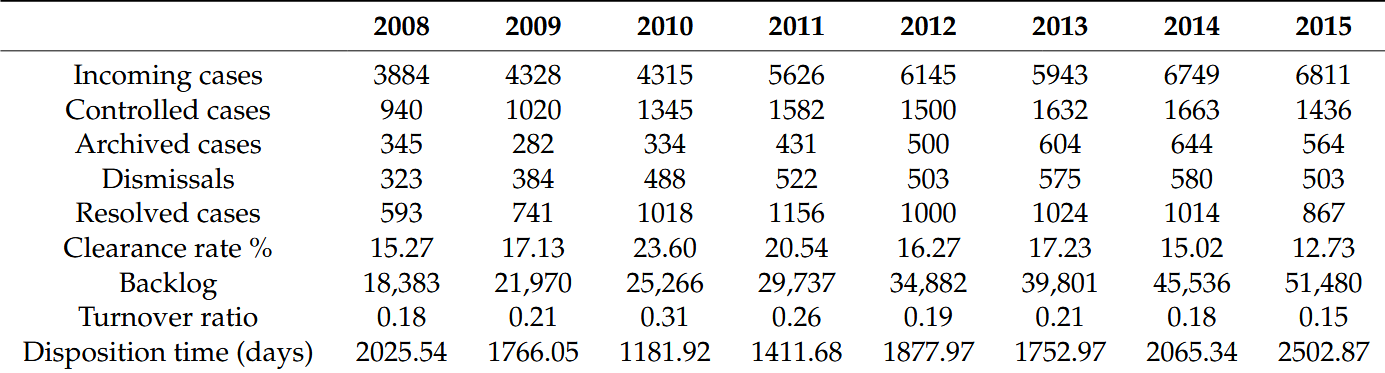 2008 2009 2010 2011 2012 2013 2014 2015
Incoming cases 3884 4328 4315 5626 6145 5943 6749 6811
Controlled cases 940 1020 1345 1582 1500 1632 1663 1436
Archived cases 345 282 334 431 500 604 644 564
Dismissals 323 384 488 522 503 575 580 503
Resolved cases 593 741 1018 1156 1000 1024 1014 867
Clearance rate % 15.27 17.13 23.60 20.54 16.27 17.23 15.02 12.73
Backlog 18,383 21,970 25,266 29,737 34,882 39,801 45,536 51,480
Turnover ratio 0.18 0.21 0.31 0.26 0.19 0.21 0.18 0.15
Disposition time (days) 2025.54 1766.05 1181.92 1411.68 1877.97 1752.97 2065.34 2502.87